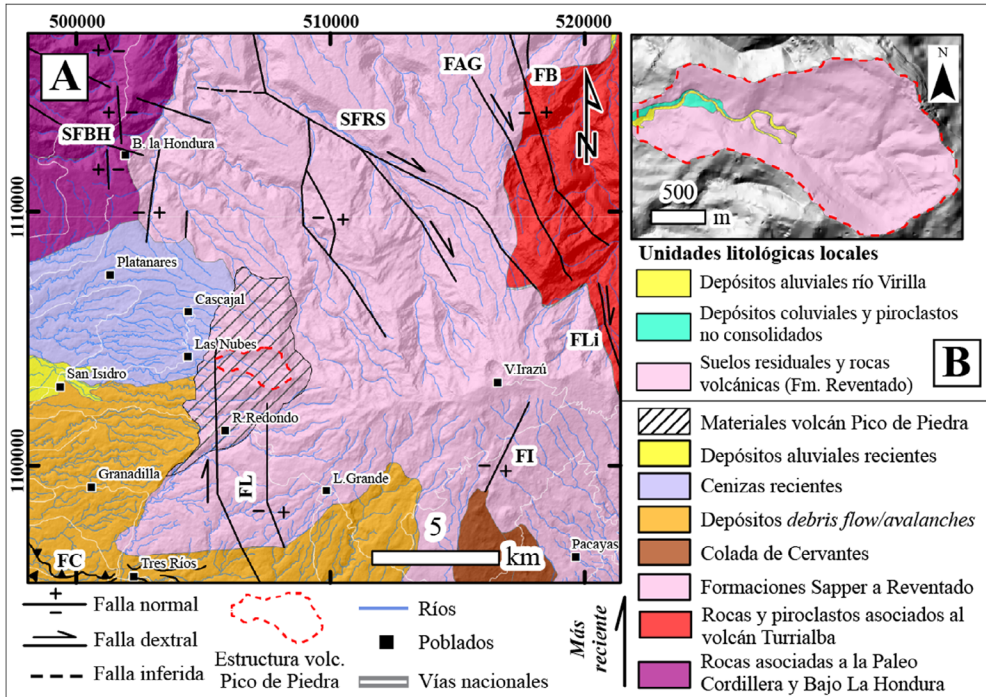 500000
510000
520000
A
SFBH
B. la Hondura
SFRS
FAG
FB
N
1110000
Platanares
Cascajal
Las Nubes
San Isidro
R. Redondo
V.Irazú
FLi
1100000
Granadilla
FL
L.Grande
FI
FC
Tres Ríos
Pacayas
5
km
N
500
m
Unidades litológicas locales
Depósitos aluviales río Virilla
Depósitos coluviales y piroclastos
no consolidados
Suelos residuales y rocas
volcánicas (Fm. Reventado)
B
Materiales volcán Pico de Piedra
Depósitos aluviales recientes
Cenizas recientes
Depósitos debris flow/avalanches
Colada de Cervantes
Formaciones Sapper a Reventado
Rocas y piroclastos asociados al
volcán Turrialba
Rocas asociadas a la Paleo
Cordillera y Bajo La Hondura
Falla normal
Falla dextral
Falla inferida
Estructura volc.
Pico de Piedra
Ríos
Poblados
Vías nacionales
Más
reciente